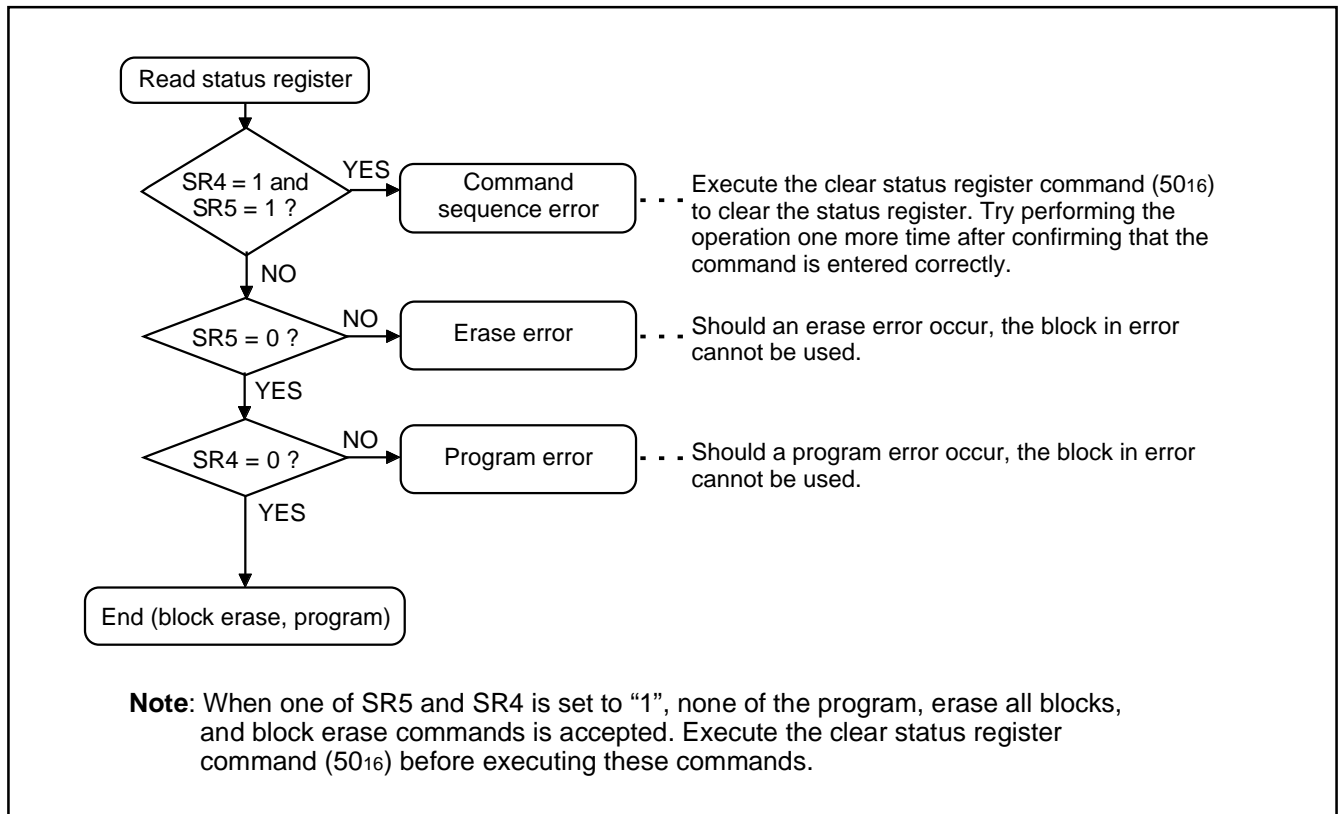 Read status register
SR4 = 1 and
SR5 = 1 ?
YES
Command
sequence error
Execute the clear status register command (5016)
to clear the status register. Try performing the
operation one more time after confirming that the
command is entered correctly.
NO
SR5 = 0 ?
NO
Erase error
Should an erase error occur, the block in error
cannot be used.
YES
SR4 = 0 ?
NO
Program error
Should a program error occur, the block in error
cannot be used.
YES
End (block erase, program)
Note: When one of SR5 and SR4 is set to “1”, none of the program, erase all blocks,
and block erase commands is accepted. Execute the clear status register
command (5016) before executing these commands.